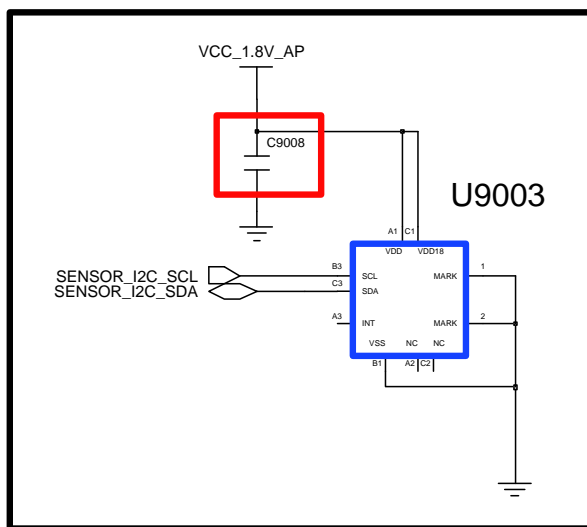 VCC_1.8V_AP
C9008
U9003
A1 C1
VDD VDD18
SENSOR_I2C_SCL B3 SCL MARK 1
SENSOR_I2C_SDA C3 SDA
A3 INT MARK 2
VSS NC NC
B1 A2 C2